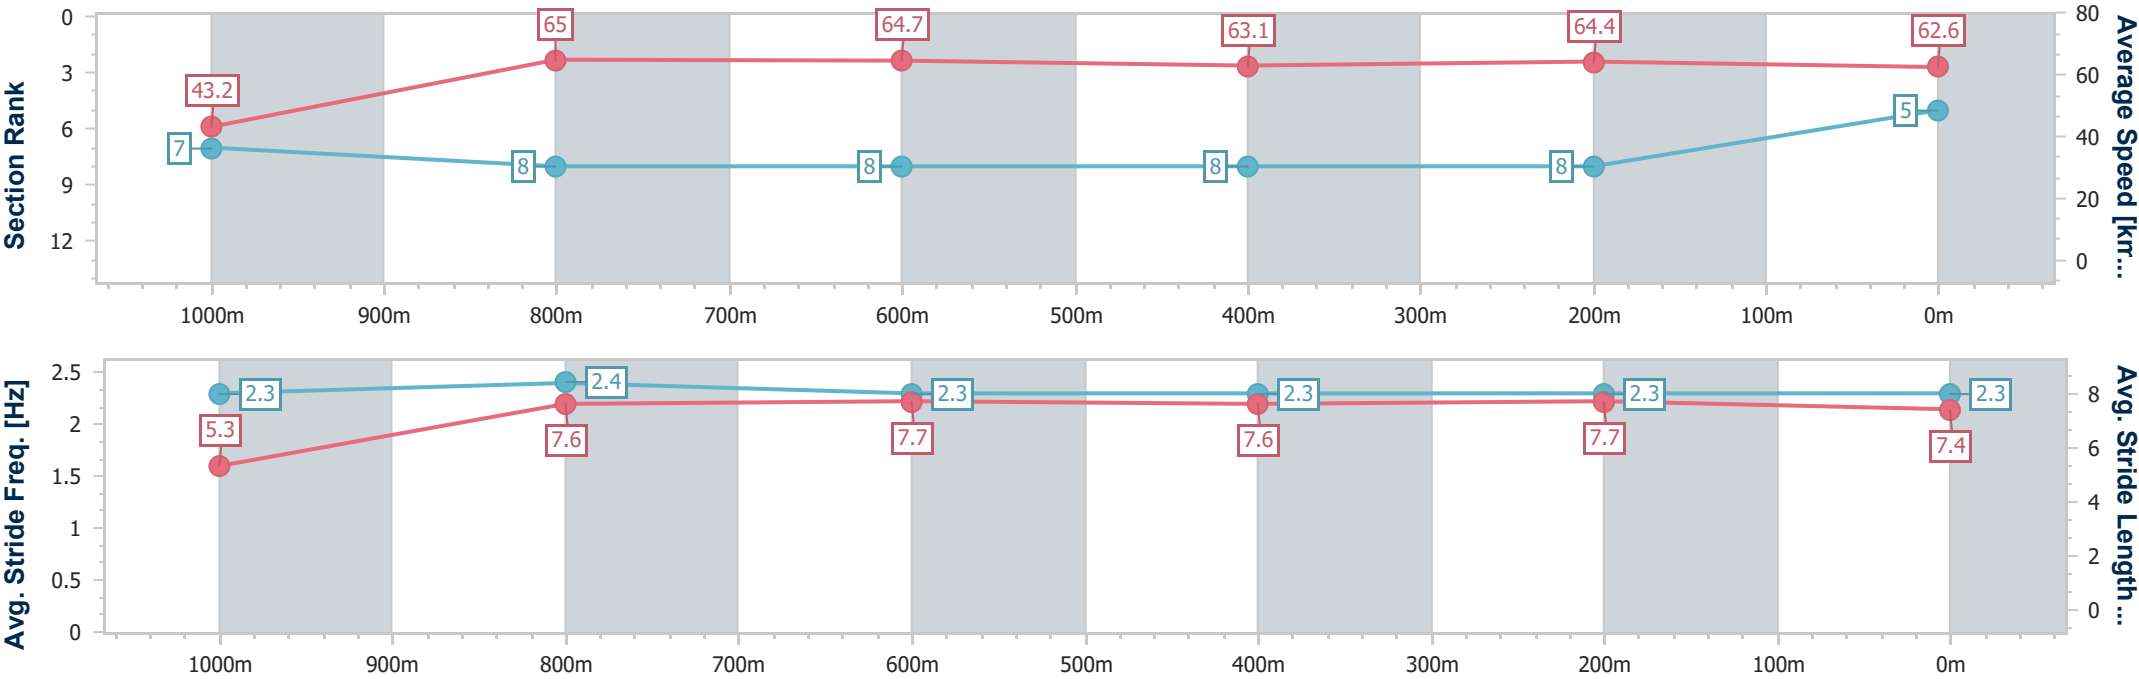 Section Rank
0
3
6
9
12
43.2
65
64.7
63.1
64.4
62.6
7
8
8
8
8
5
80
60
40
20
0
Average Speed [km...
1000m
900m
800m
700m
600m
500m
400m
300m
200m
100m
0m
Avg. Stride Freq. [Hz]
2.5
2
1.5
1
0.5
0
2.3
2.4
2.3
2.3
2.3
2.3
5.3
7.6
7.7
7.6
7.7
7.4
8
6
4
2
0
Avg. Stride Length...
1000m
900m
800m
700m
600m
500m
400m
300m
200m
100m
0m